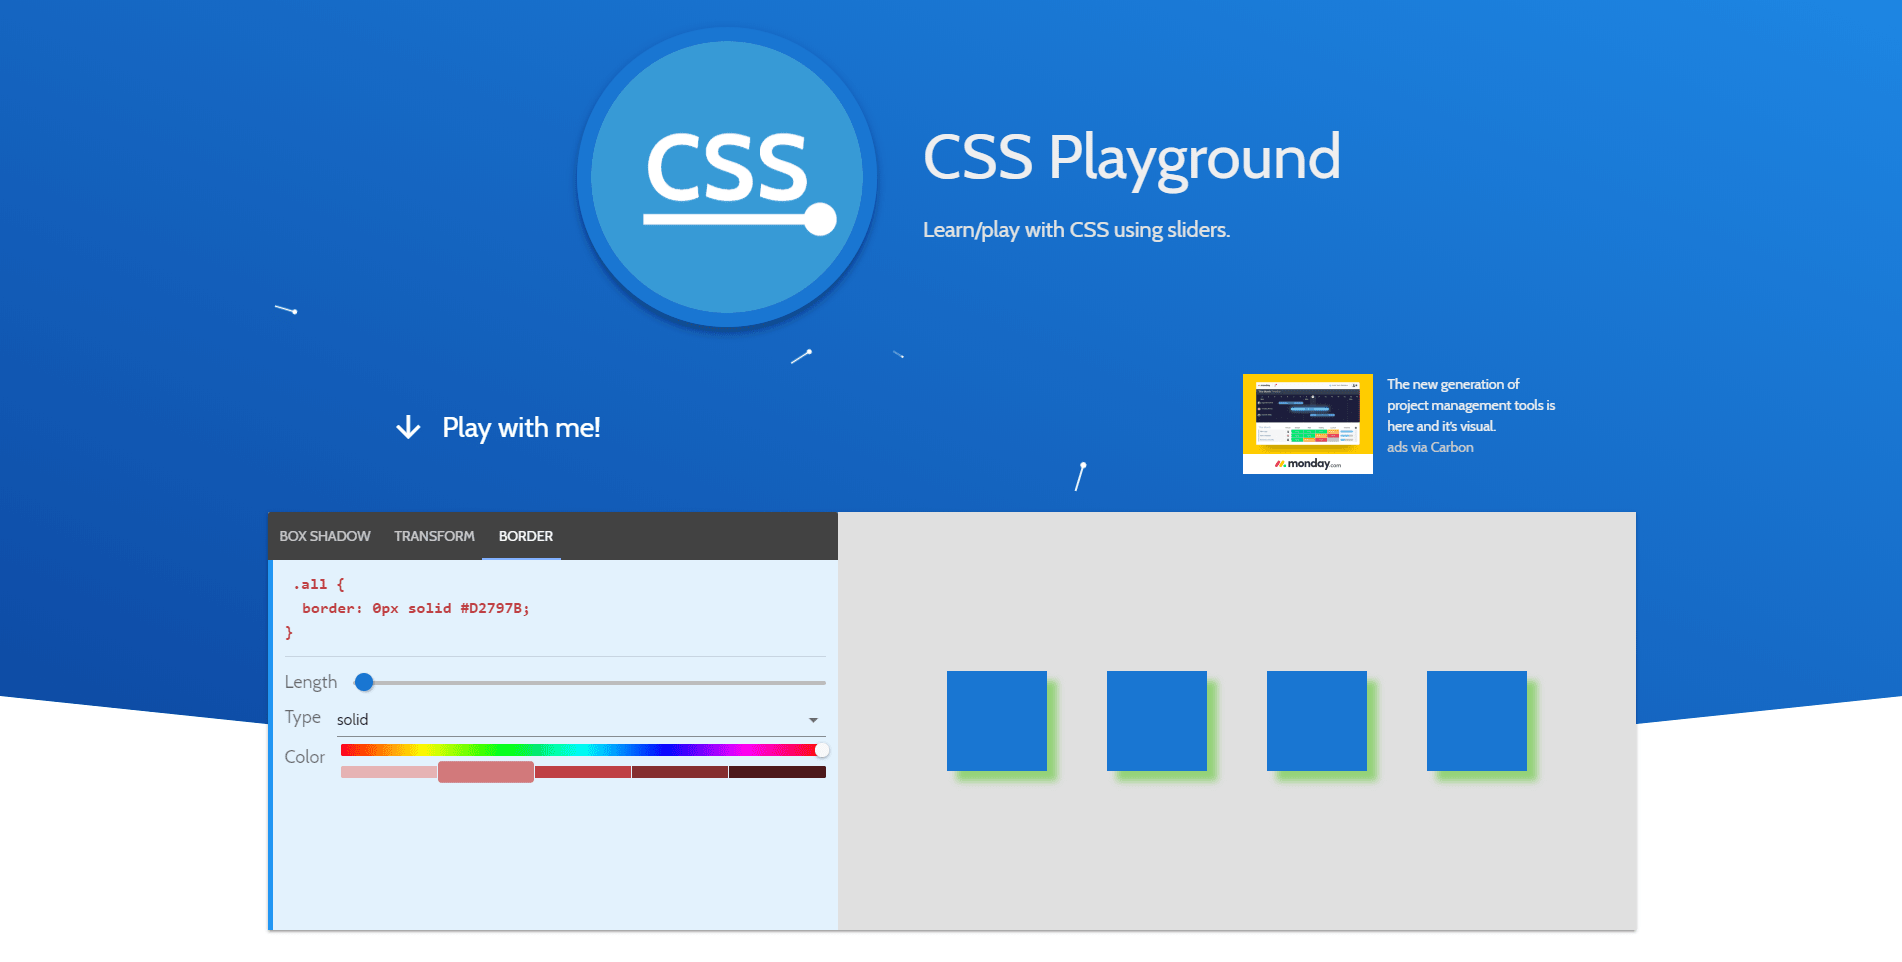 CSS
CSS Playground
Learn/play with CSS using sliders.
Play with me!
The new generation of
project management tools is
here and it's visual.
ads via Carbon
monday.com
BOX SHADOW TRANSFORM BORDER
.all {
border: 0px solid #D2797B;
}
Length
Type solid
Color